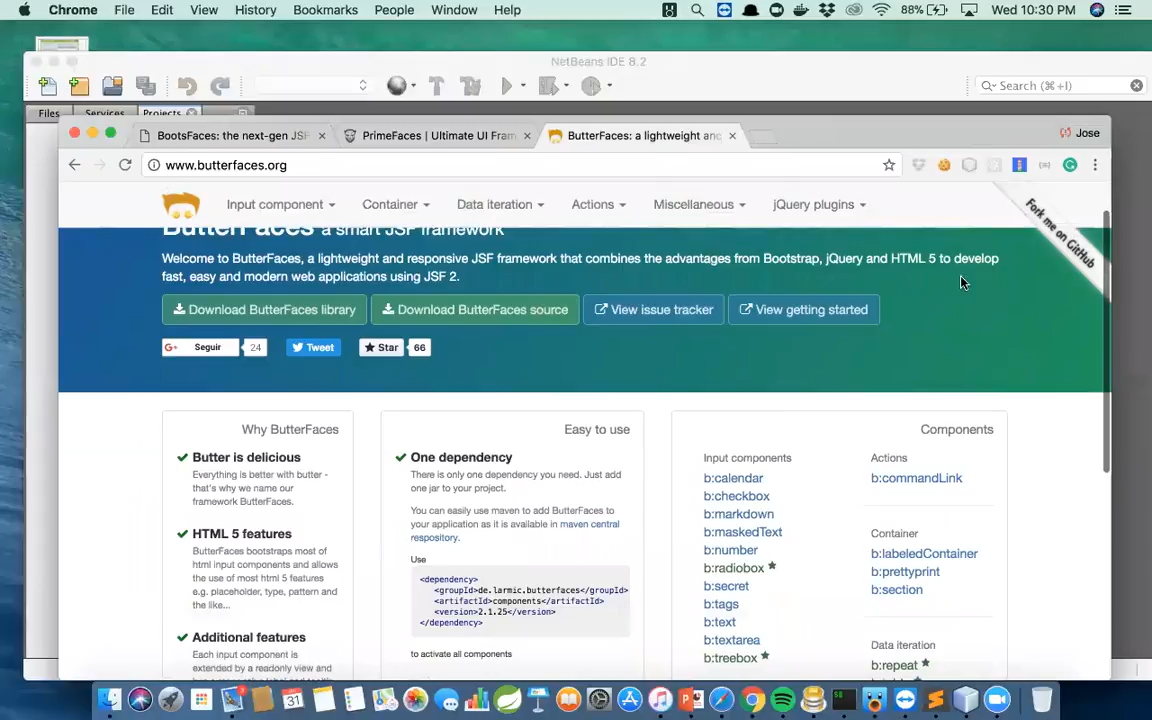 Chrome File Edit View History Bookmarks People Window Help 88% Wed 10:30 PM
NetBeans IDE 8.2
Search (⌘+I)
Files Services Projects
BootsFaces: the next-gen JSF PrimeFaces | Ultimate UI Fram ButterFaces: a lightweight and Jose
www.butterfaces.org
Input component Container Data iteration Actions Miscellaneous jQuery plugins
Fork me on GitHub
ButterFaces a smart JSF framework
Welcome to ButterFaces, a lightweight and responsive JSF framework that combines the advantages from Bootstrap, jQuery and HTML 5 to develop
fast, easy and modern web applications using JSF 2.
Download ButterFaces library Download ButterFaces source View issue tracker View getting started
G+ Seguir 24 Tweet Star 66
Why ButterFaces
Butter is delicious
Everything is better with butter -
that's why we name our
framework ButterFaces.
HTML 5 features
ButterFaces bootstraps most of
html input components and allows
the use of most html 5 features
e.g. placeholder, type, pattern and
the like...
Additional features
Each input component is
extended by a readonly view and
Easy to use
One dependency
There is only one dependency you need. Just add
one jar to your project.
You can easily use maven to add ButterFaces to
your application as it is available in maven central
respository.
Use
<dependency>
<groupId>de.larmic.butterfaces</groupId>
<artifactId>components</artifactId>
<version>2.1.25</version>
</dependency>
to activate all components
Components
Input components
b:calendar
b:checkbox
b:markdown
b:maskedText
b:number
b:radiobox
b:secret
b:tags
b:text
b:textarea
b:treebox
Actions
b:commandLink
Container
b:labeledContainer
b:prettyprint
b:section
Data iteration
b:repeat
31